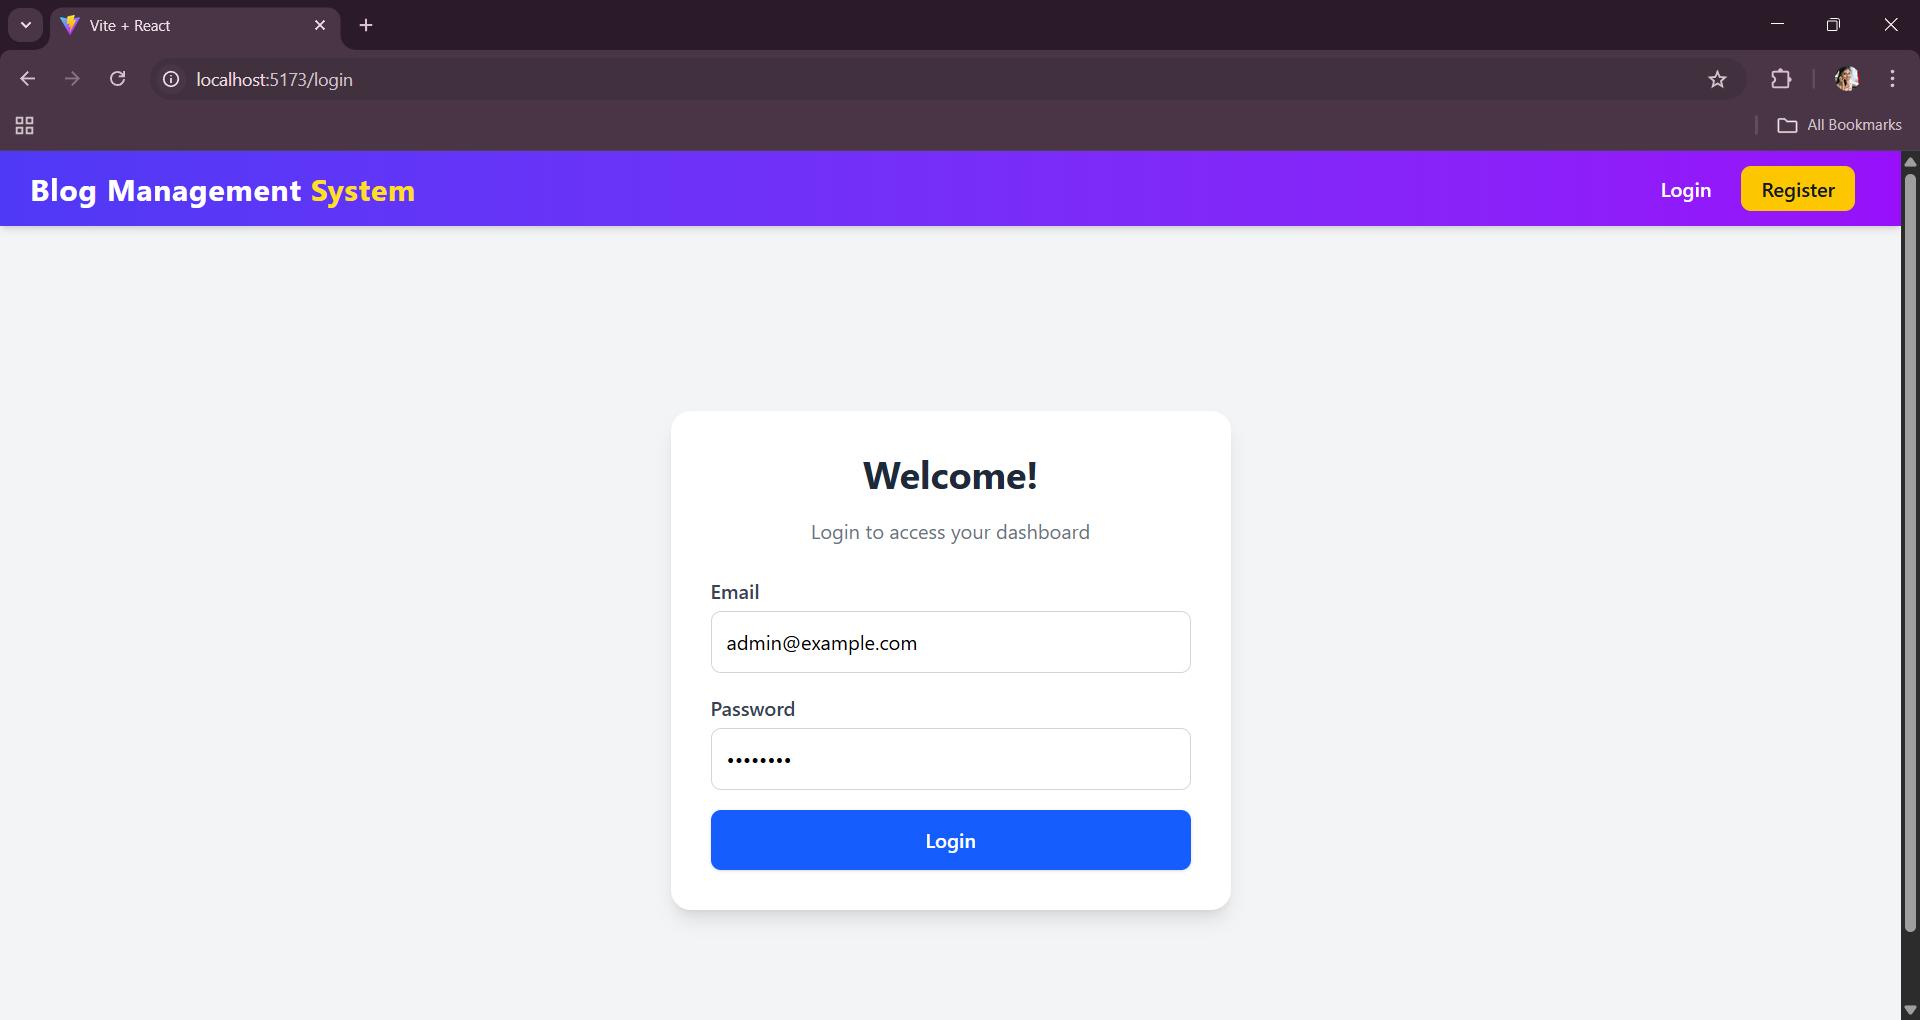 Vite + React
localhost:5173/login
All Bookmarks
Blog Management System
Login
Register
Welcome!
Login to access your dashboard
Email
admin@example.com
Password
••••••••
Login